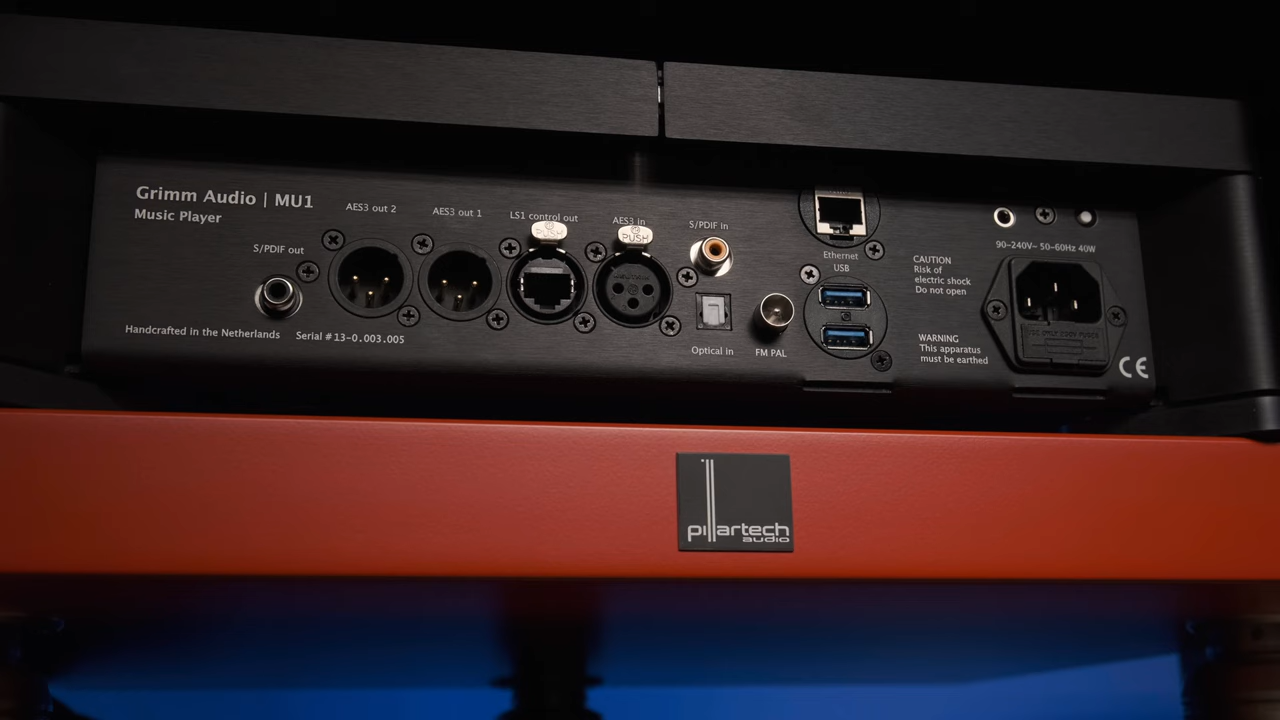 Grimm Audio | MU1
Music Player
S/PDIF out
AES3 out 2
AES3 out 1
LS1 control out
PUSH
AES3 in
PUSH
S/PDIF in
Optical in
FM PAL
Ethernet
USB
CAUTION
Risk of
electric shock
Do not open
WARNING
This apparatus
must be earthed
90~240V~ 50~60Hz 40W
CE
Handcrafted in the Netherlands
Serial # 13-0.003.005
pillartech
audio